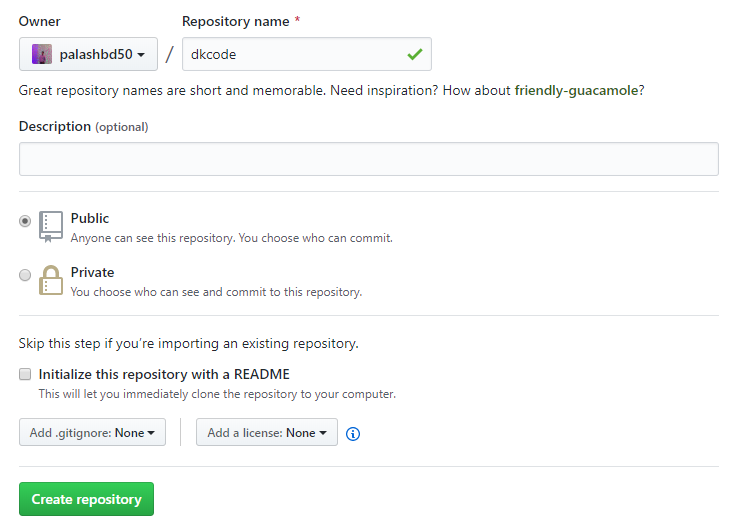 Owner
Repository name *
palashbd50 / dkcode
Great repository names are short and memorable. Need inspiration? How about friendly-guacamole?
Description (optional)
Public
Anyone can see this repository. You choose who can commit.
Private
You choose who can see and commit to this repository.
Skip this step if you’re importing an existing repository.
Initialize this repository with a README
This will let you immediately clone the repository to your computer.
Add .gitignore: None
Add a license: None
Create repository